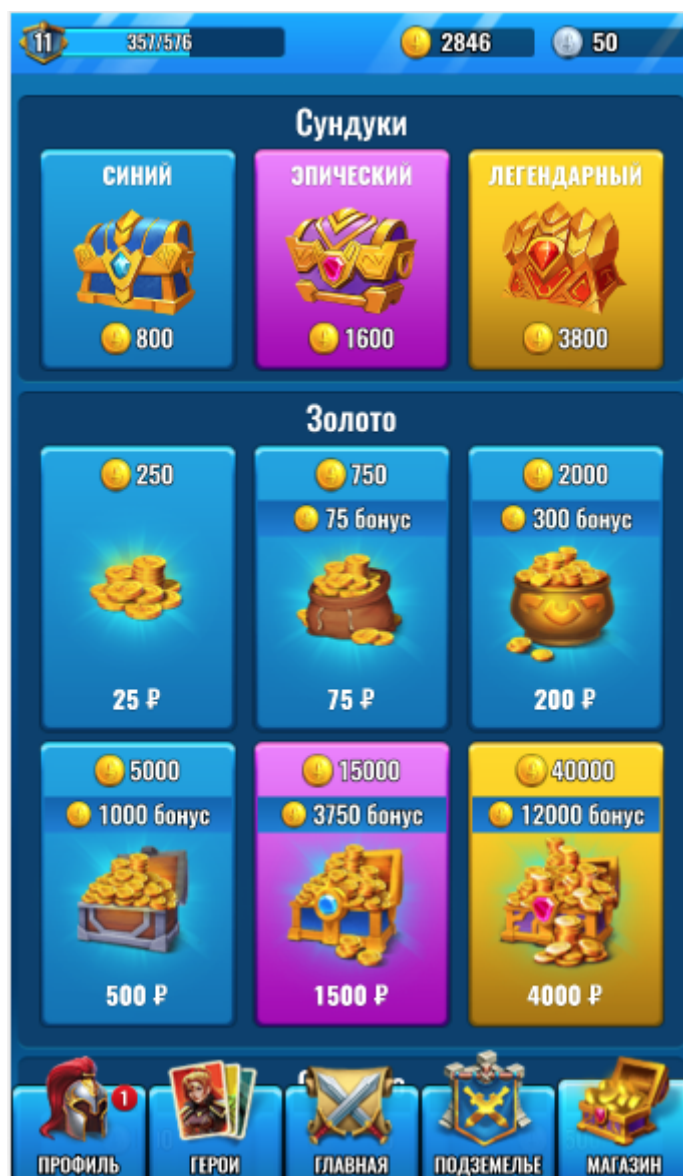 11 357/576 2846 50
Сундуки
СИНИЙ ЭПИЧЕСКИЙ ЛЕГЕНДАРНЫЙ
800 1600 3800
Золото
250 750 2000
75 бонус 300 бонус
25 ₽ 75 ₽ 200 ₽
5000 15000 40000
1000 бонус 3750 бонус 12000 бонус
500 ₽ 1500 ₽ 4000 ₽
1
ПРОФИЛЬ ГЕРОИ ГЛАВНАЯ ПОДЗЕМЕЛЬЕ МАГАЗИН